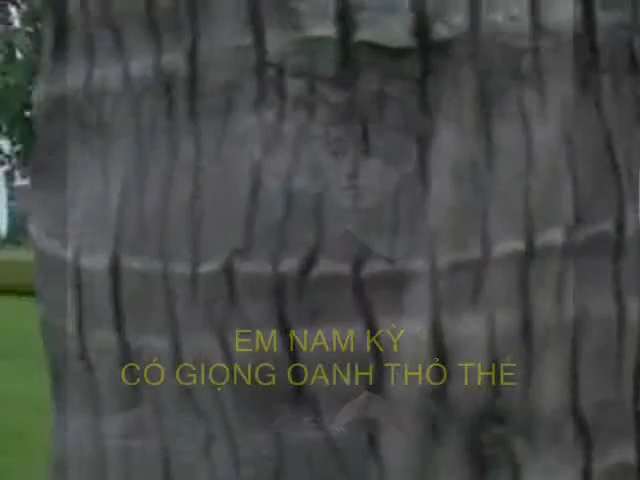 EM NAM KỲ
CÓ GIỌNG OANH THỎ THẺ